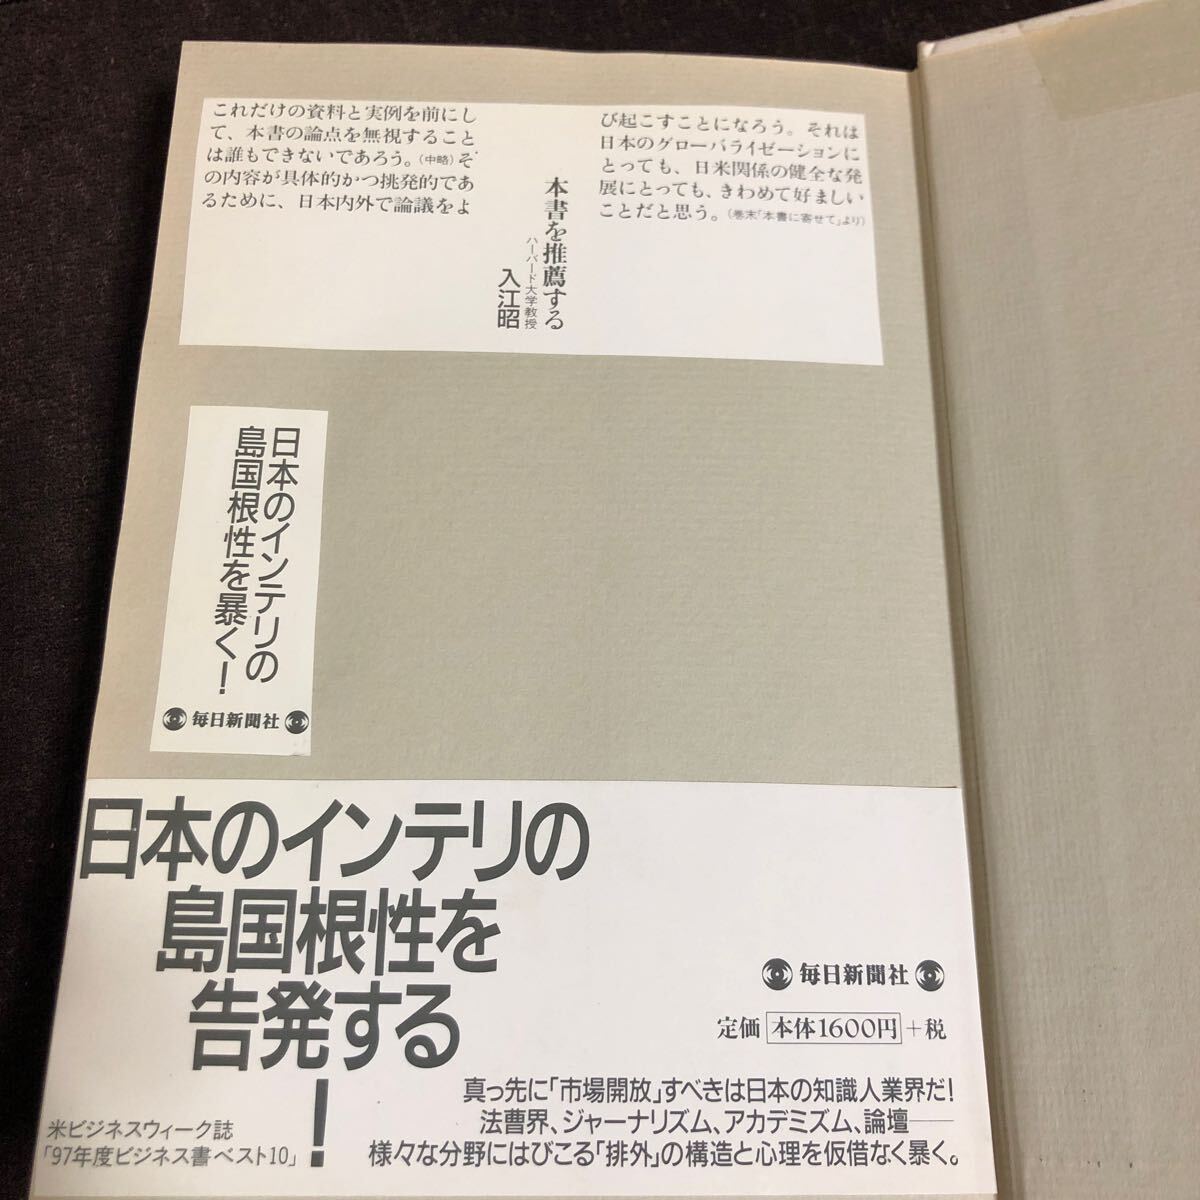 これだけの資料と実例を前にし
て、本書の論点を無視すること
は誰もできないであろう。(中略)そ
の内容が具体的かつ挑発的であ
るために、日本内外で論議をよ
び起こすことになろう。それは
日本のグローバライゼーションに
とっても、日米関係の健全な発
展にとっても、きわめて好ましい
ことだと思う。(巻末「本書に寄せて」より)
本書を推薦する
ハーバード大学教授
入江昭
日本のインテリの
島国根性を暴く!
毎日新聞社
日本のインテリの
島国根性を
告発する
!
毎日新聞社
定価 本体1600円 +税
米ビジネスウィーク誌
「'97年度ビジネス書ベスト10」
真っ先に「市場開放」すべきは日本の知識人業界だ!
法曹界、ジャーナリズム、アカデミズム、論壇――
様々な分野にはびこる「排外」の構造と心理を仮借なく暴く。